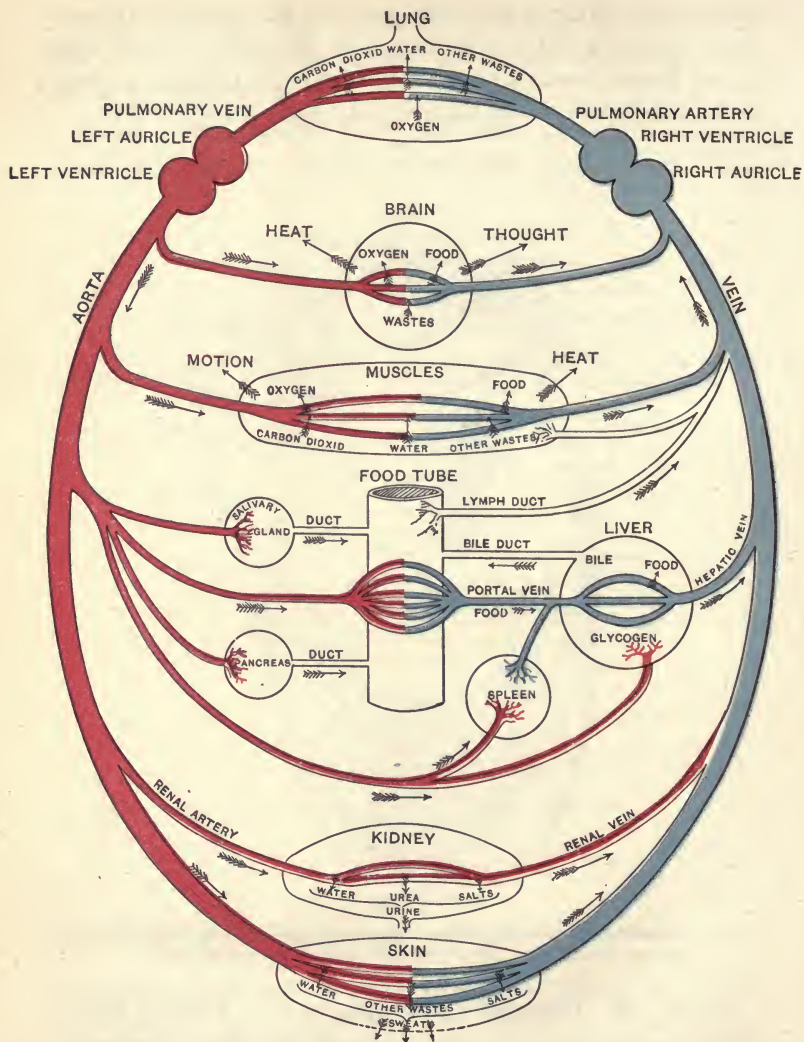 LUNG
CARBON DIOXID WATER OTHER WASTES
OXYGEN
PULMONARY VEIN
LEFT AURICLE
LEFT VENTRICLE
PULMONARY ARTERY
RIGHT VENTRICLE
RIGHT AURICLE
BRAIN
HEAT
THOUGHT
OXYGEN FOOD
WASTES
AORTA
VEIN
MOTION
MUSCLES
HEAT
OXYGEN FOOD
CARBON DIOXID WATER OTHER WASTES
FOOD TUBE
LYMPH DUCT
SALIVARY
GLAND
DUCT
BILE DUCT
LIVER
BILE
FOOD
HEPATIC VEIN
PORTAL VEIN
FOOD
GLYCOGEN
PANCREAS
DUCT
SPLEEN
RENAL ARTERY
RENAL VEIN
KIDNEY
WATER UREA SALTS
URINE
SKIN
WATER OTHER WASTES SALTS
SWEAT